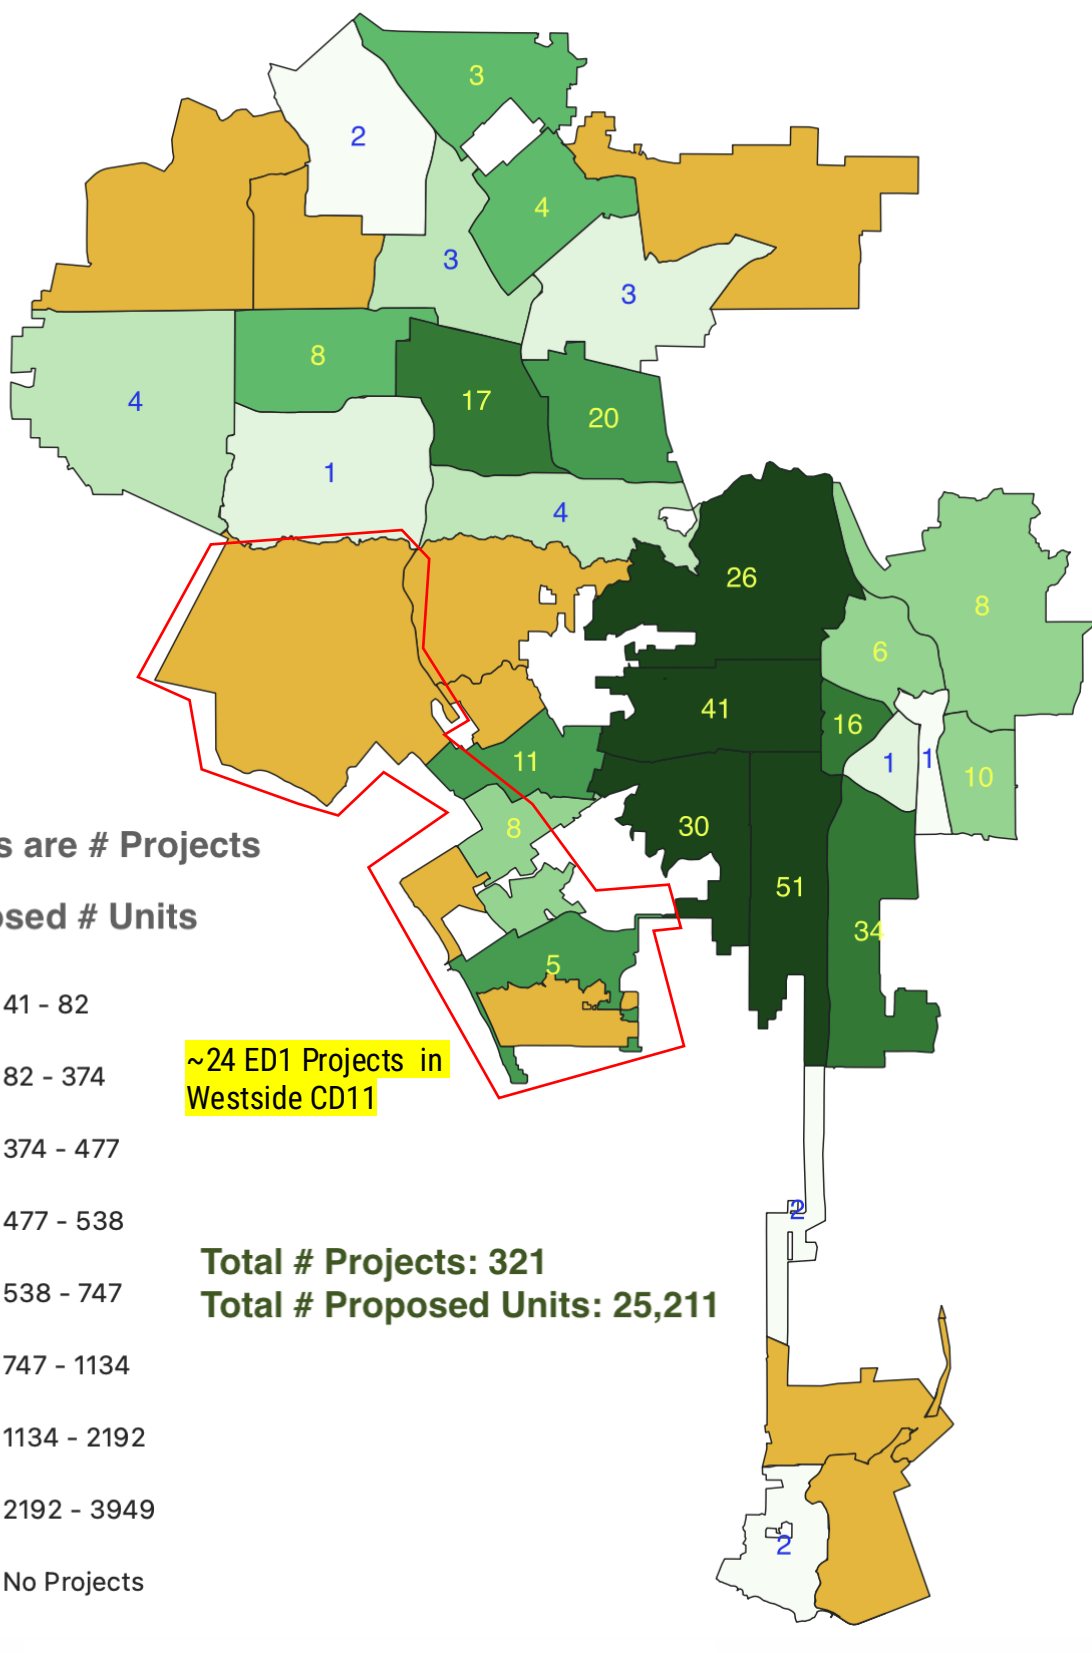 3
2
4
3
3
8
4
17
20
1
4
26
8
6
41
16
11
1
1
10
8
30
51
34
5
s are # Projects
osed # Units
41 - 82
82 - 374
374 - 477
477 - 538
538 - 747
747 - 1134
1134 - 2192
2192 - 3949
No Projects
~24 ED1 Projects in
Westside CD11
2
Total # Projects: 321
Total # Proposed Units: 25,211
2